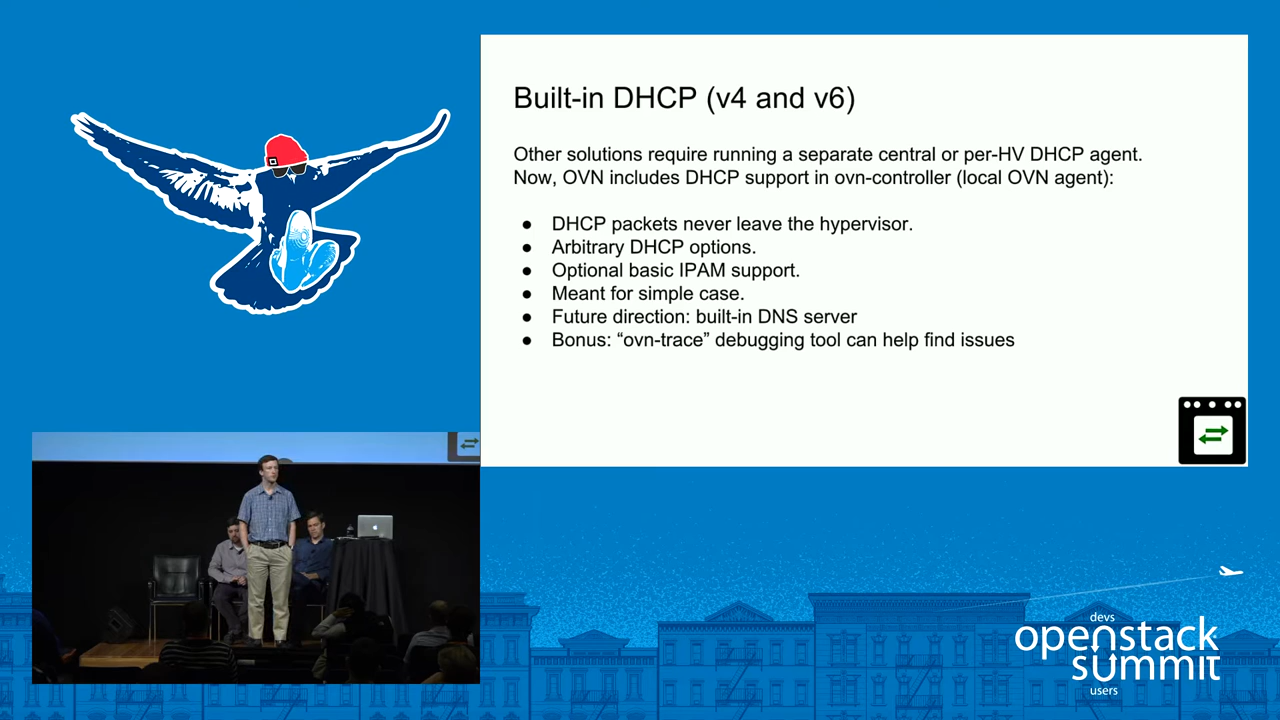 Built-in DHCP (v4 and v6)
Other solutions require running a separate central or per-HV DHCP agent.
Now, OVN includes DHCP support in ovn-controller (local OVN agent):
● DHCP packets never leave the hypervisor.
● Arbitrary DHCP options.
● Optional basic IPAM support.
● Meant for simple case.
● Future direction: built-in DNS server
● Bonus: “ovn-trace” debugging tool can help find issues
devs
openstack
summit
users